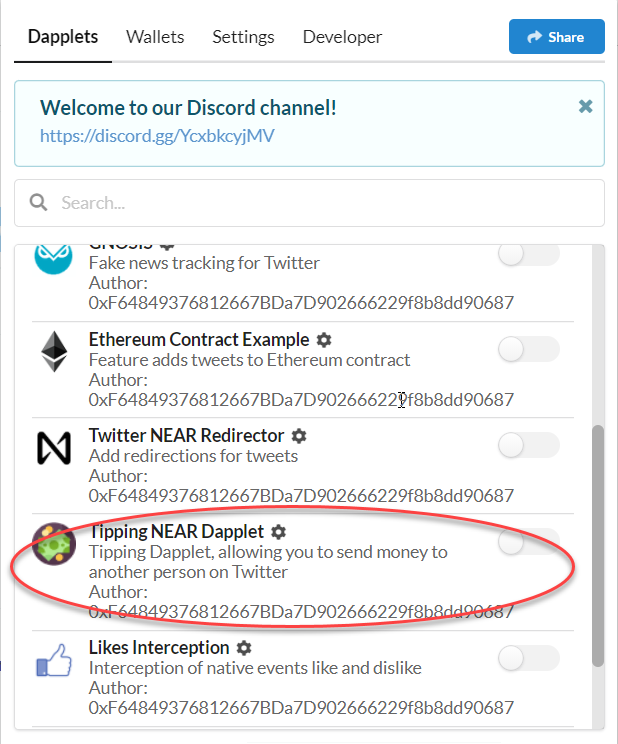 Dapplets
Wallets
Settings
Developer
Share
Welcome to our Discord channel!
https://discord.gg/YcxbkcyjMV
Search...
GNOSIS
Fake news tracking for Twitter
Author:
0xF64849376812667BDa7D902666229f8b8dd90687
Ethereum Contract Example
Feature adds tweets to Ethereum contract
Author:
0xF64849376812667BDa7D902666229f8b8dd90687
Twitter NEAR Redirector
Add redirections for tweets
Author:
0xF64849376812667BDa7D902666229f8b8dd90687
Tipping NEAR Dapplet
Tipping Dapplet, allowing you to send money to
another person on Twitter
Author:
0xF64849376812667BDa7D902666229f8b8dd90687
Likes Interception
Interception of native events like and dislike
Author:
0xF64849376812667BDa7D902666229f8b8dd90687